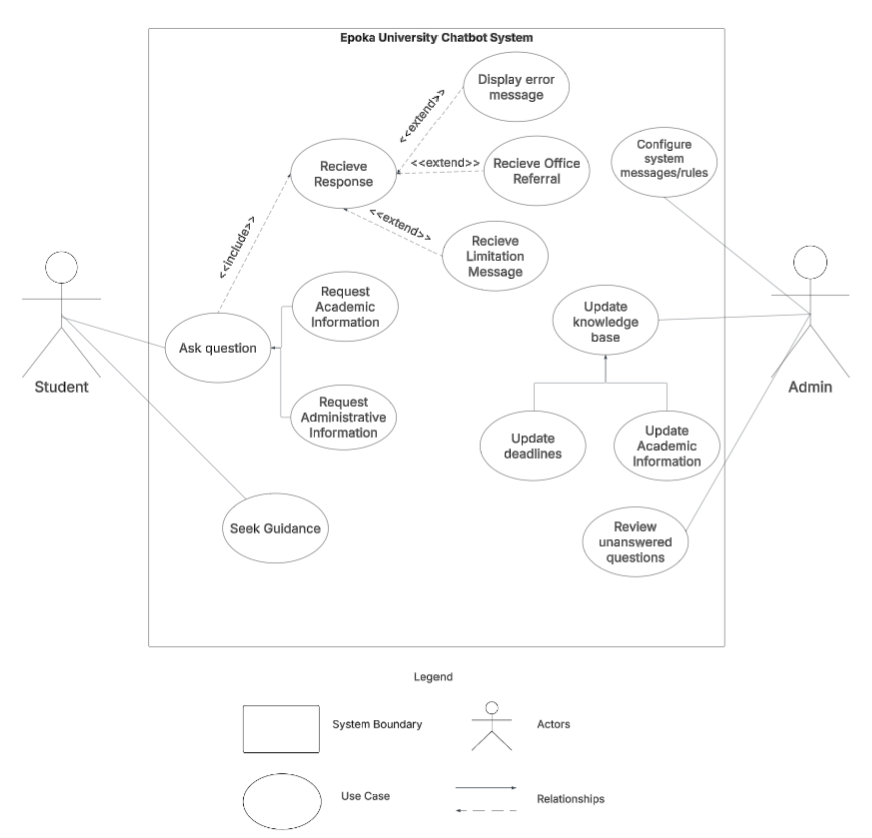 Epoka University Chatbot System
Display error
message
<<extend>>
Recieve
Response
<<extend>>
Recieve Office
Referral
Configure
system
messages/rules
<<extend>>
Recieve
Limitation
Message
<<include>>
Request
Academic
Information
Update
knowledge
base
Ask question
Student
Admin
Request
Administrative
Information
Update
deadlines
Update
Academic
Information
Seek Guidance
Review
unanswered
questions
Legend
System Boundary
Actors
Use Case
Relationships